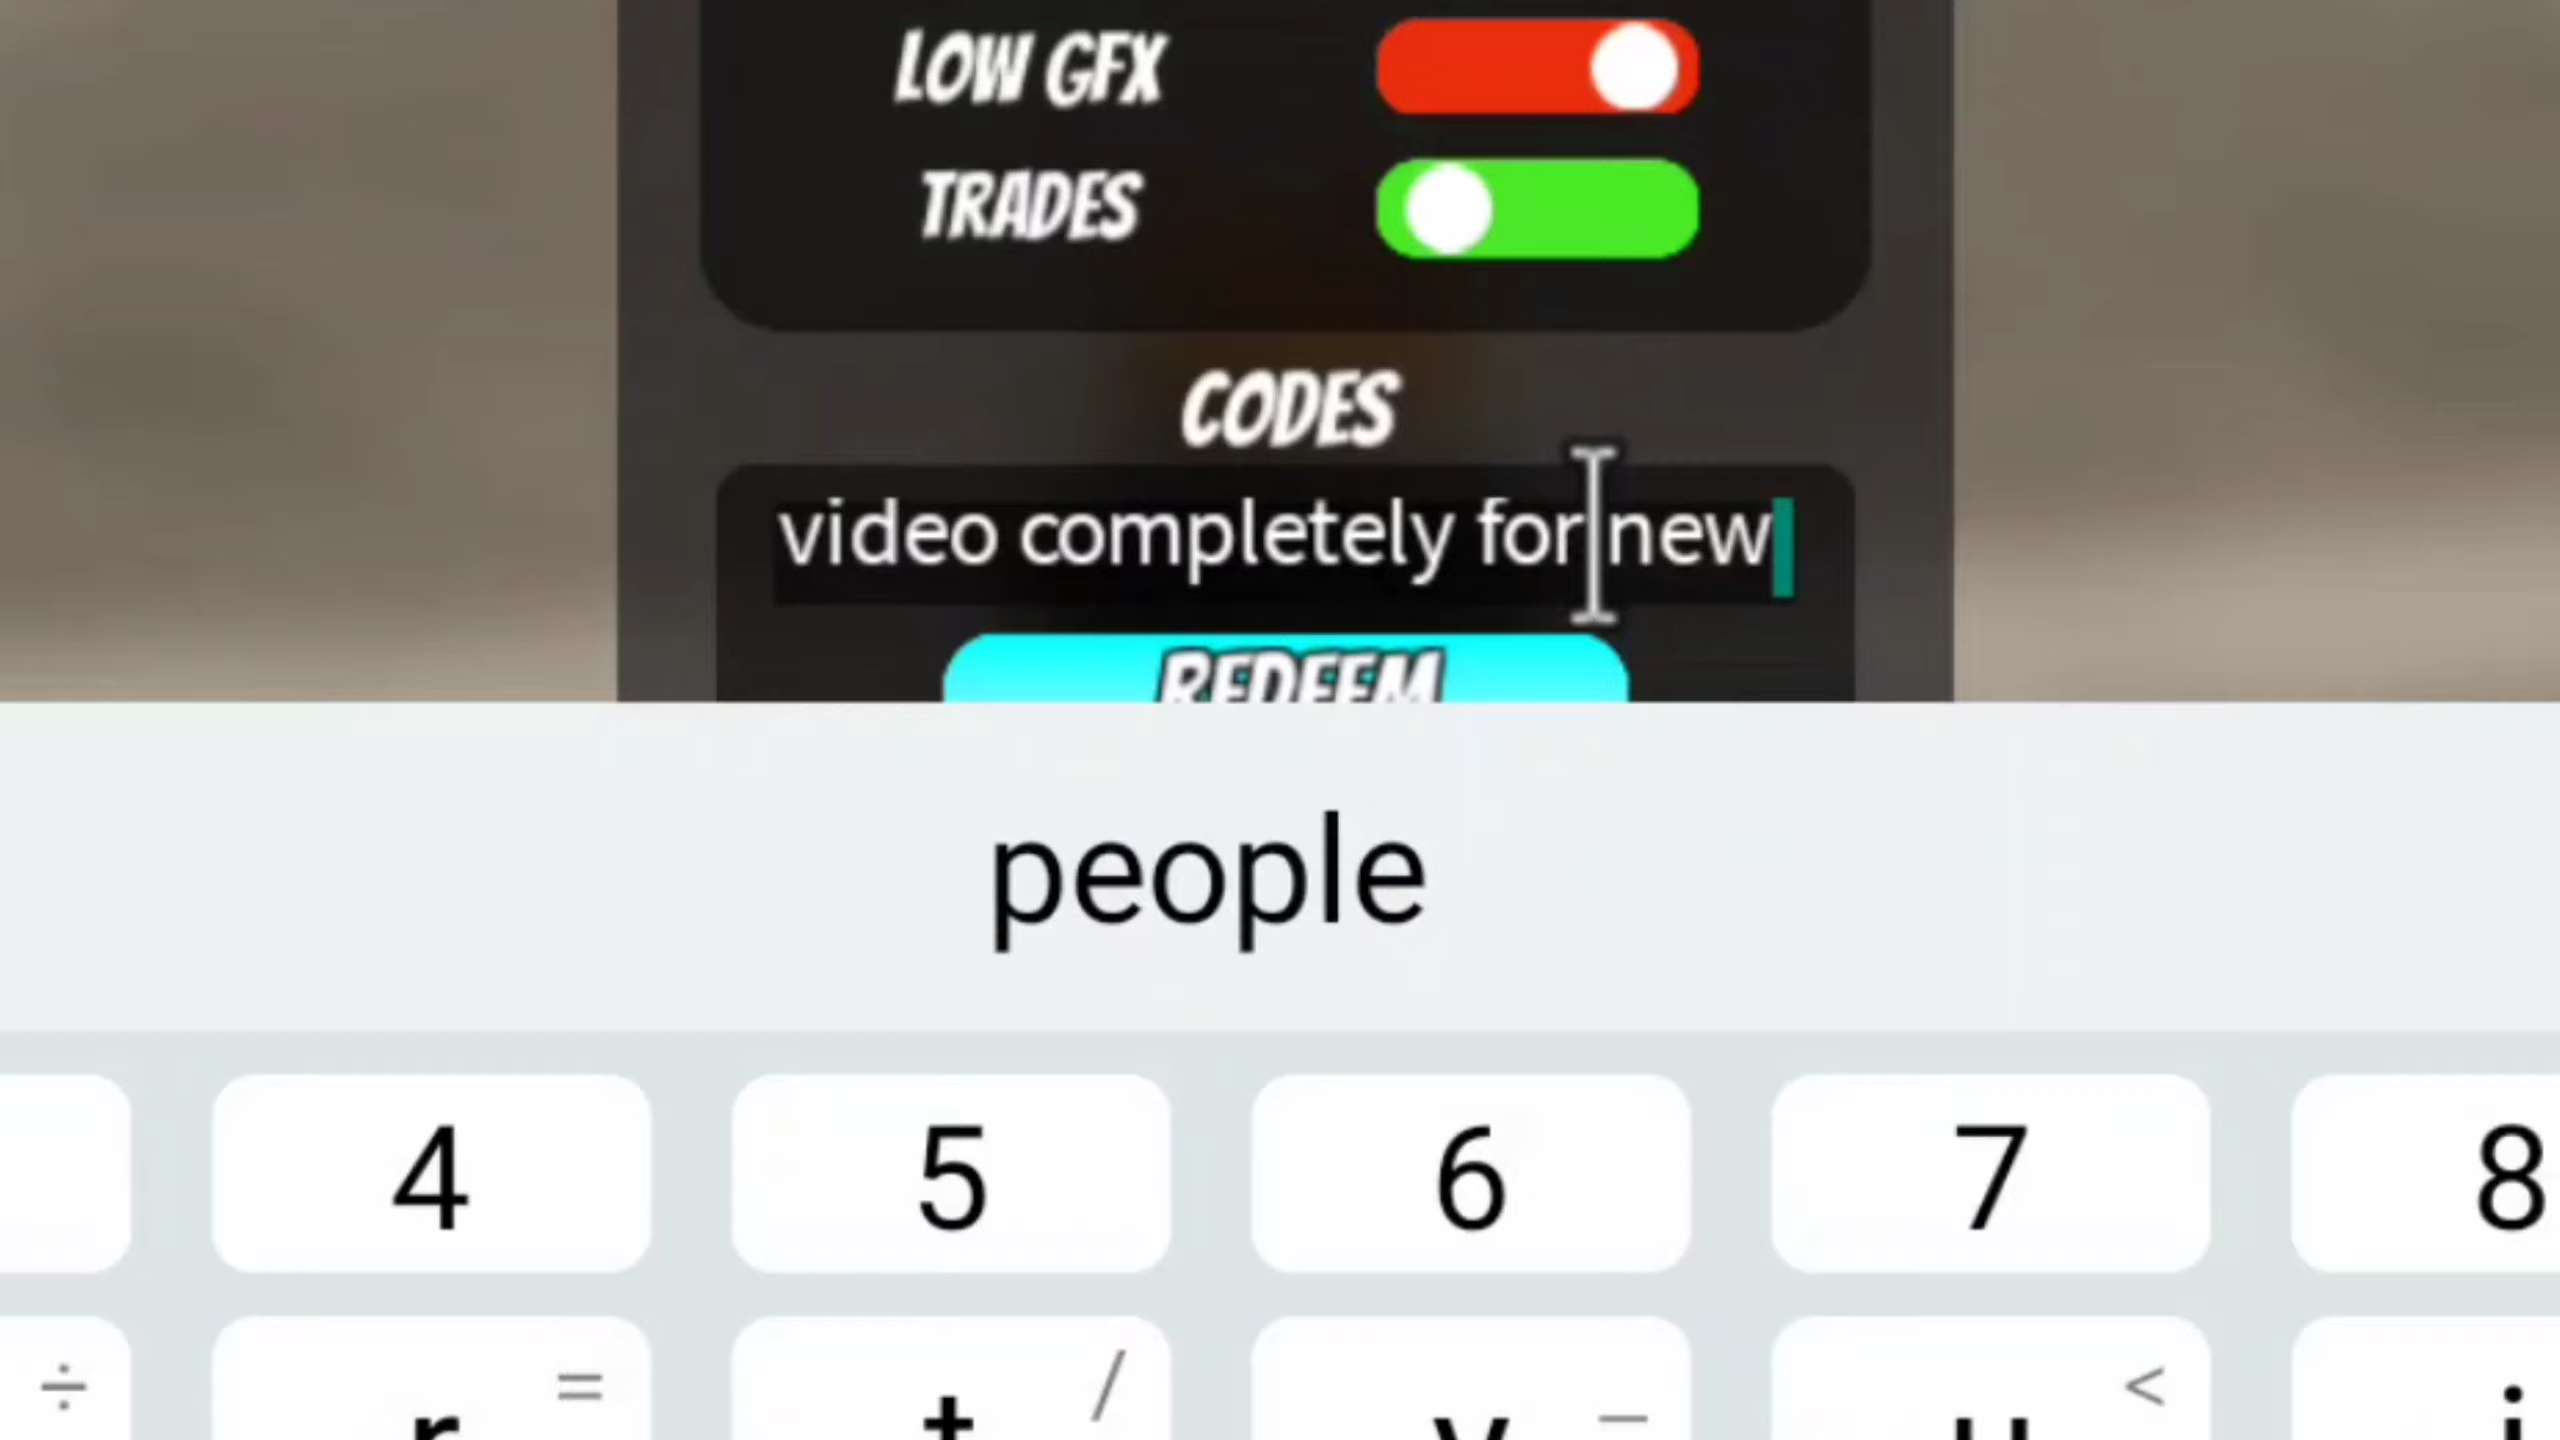 LOW GFX
TRADES
CODES
video completely for new
REDEEM
people
4 5 6 7 8
÷ = / _ <
r t y u i